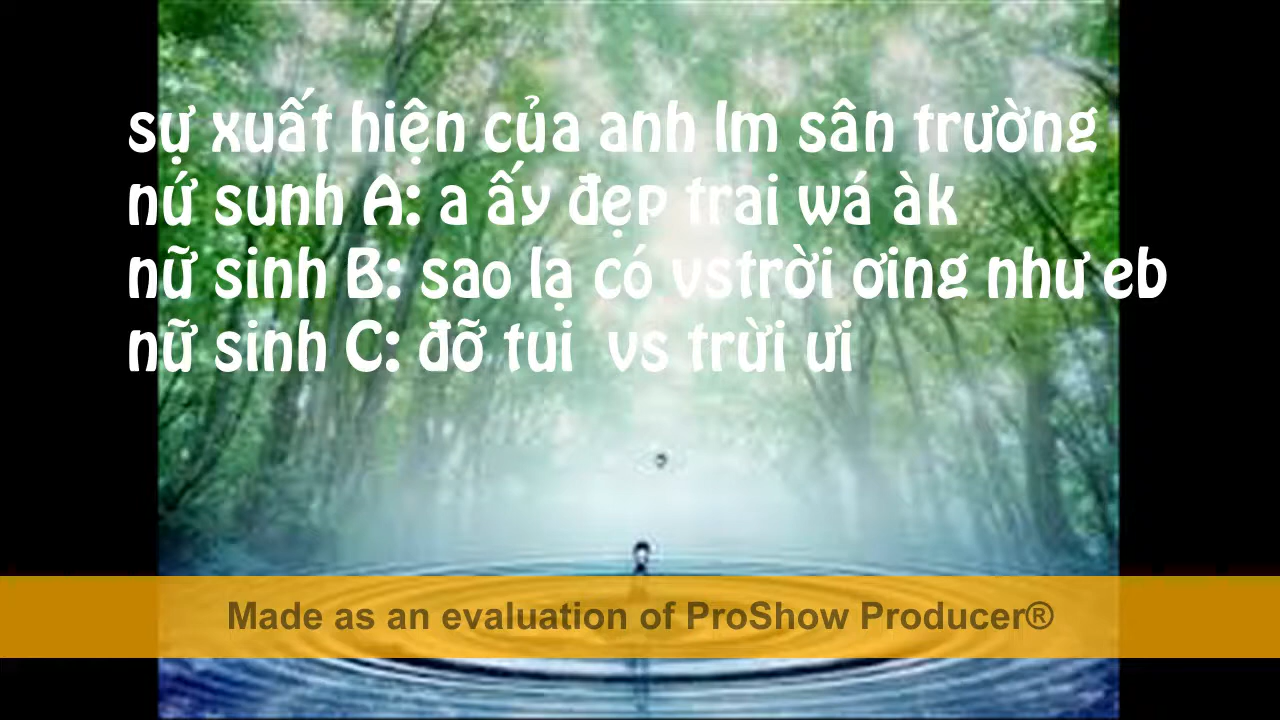 sự xuất hiện của anh lm sân trường
nứ sunh A: a ấy đẹp trai wá àk
nữ sinh B: sao lạ có vstrời ơing như eb
nữ sinh C: đỡ tui vs trừi ưi
Made as an evaluation of ProShow Producer®